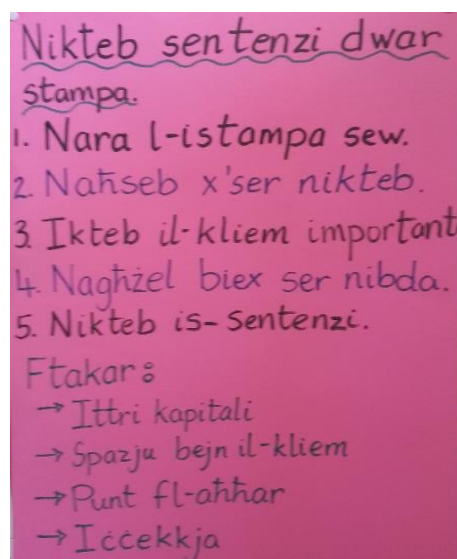 Nikteb sentenzi dwar
stampa.
1. Nara l-istampa sew.
2. Naħseb x'ser nikteb.
3. Ikteb il-kliem important
4. Nagħżel biex ser nibda.
5. Nikteb is-sentenzi.
Ftakar:
→ Ittri kapitali
→ Spazju bejn il-kliem
→ Punt fl-aħħar
→ Iċċekkja